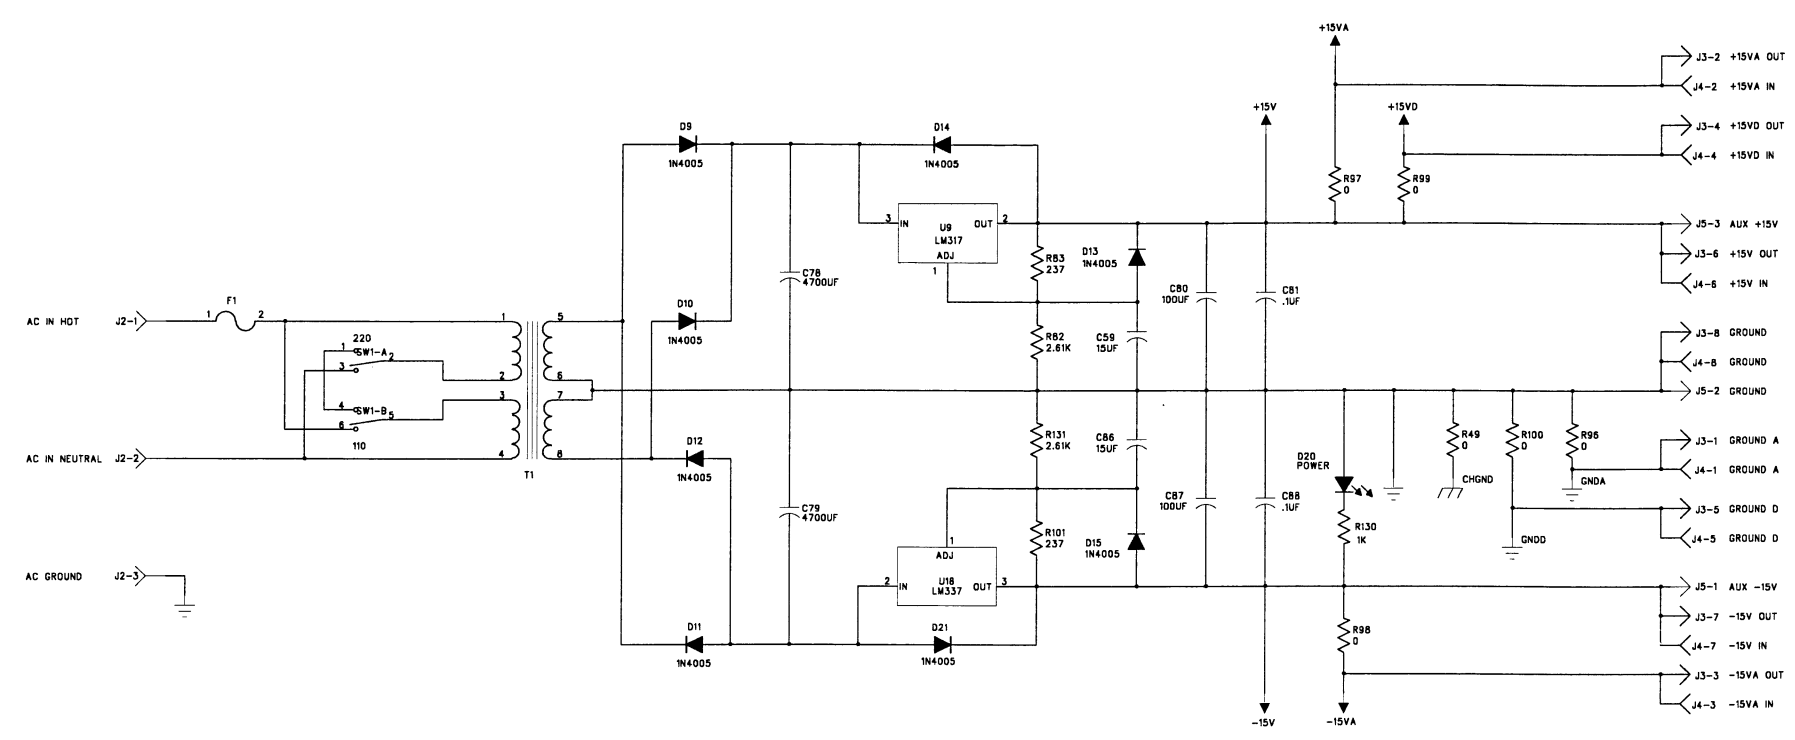 +15VA
J3-2 +15VA OUT
J4-2 +15VA IN
+15V
+15VD
J3-4 +15VD OUT
J4-4 +15VD IN
D9
1N4005
D14
1N4005
R97
0
R99
0
3
IN
OUT
2
U9
LM317
ADJ
1
J5-3 AUX +15V
J3-6 +15V OUT
J4-6 +15V IN
R83
237
D13
1N4005
C78
4700UF
C80
100UF
C81
.1UF
D10
1N4005
F1
AC IN HOT J2-1
1
2
1
5
220
1
SW1-A
2
3
2
6
3
7
4
SW1-B
5
6
110
4
8
T1
R82
2.61K
C59
15UF
J3-8 GROUND
J4-8 GROUND
J5-2 GROUND
AC IN NEUTRAL J2-2
D12
1N4005
R131
2.61K
C86
15UF
R49
0
R100
0
R96
0
J3-1 GROUND A
J4-1 GROUND A
D20
POWER
CHGND
GNDA
C79
4700UF
C87
100UF
C88
.1UF
R101
237
D15
1N4005
R130
1K
J3-5 GROUND D
J4-5 GROUND D
GNDD
1
ADJ
2
IN
U18
LM337
OUT
3
AC GROUND J2-3
J5-1 AUX -15V
J3-7 -15V OUT
J4-7 -15V IN
D11
1N4005
D21
1N4005
R98
0
J3-3 -15VA OUT
J4-3 -15VA IN
-15V
-15VA